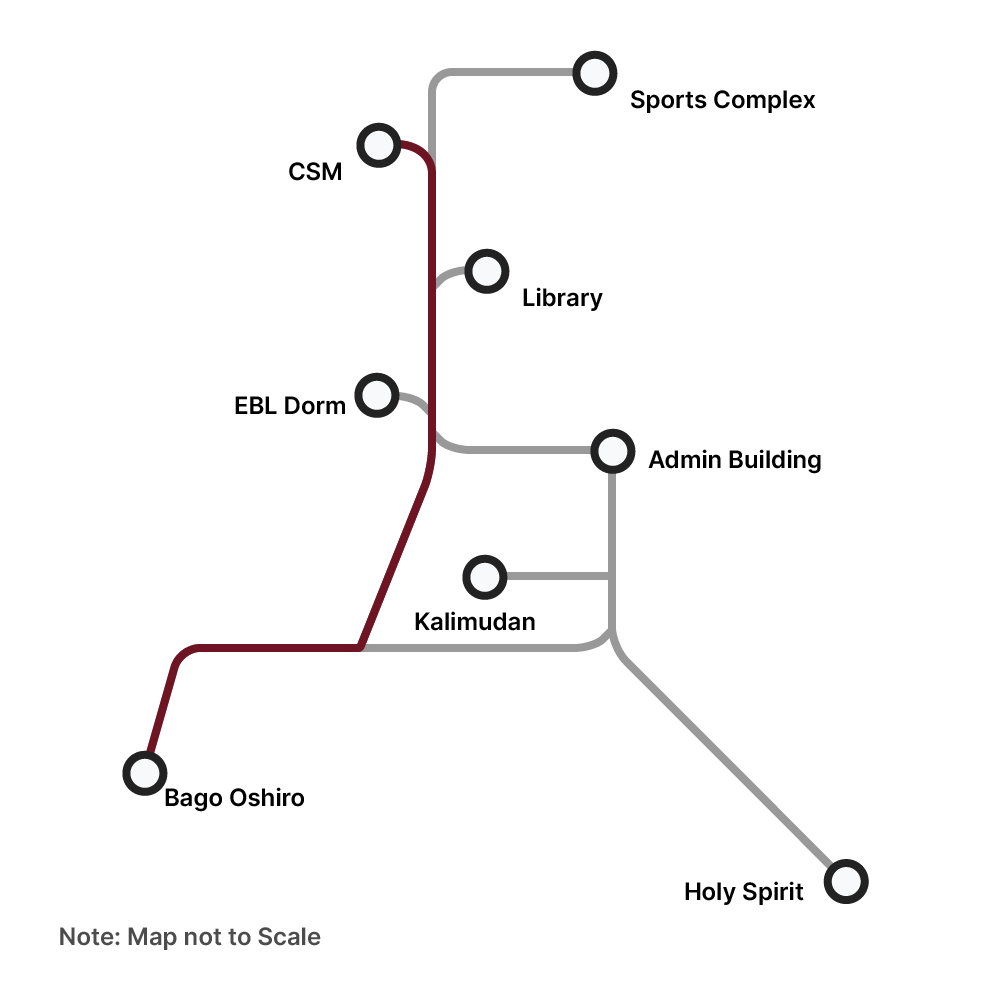 Sports Complex
CSM
Library
EBL Dorm
Admin Building
Kalimudan
Bago Oshiro
Holy Spirit
Note: Map not to Scale